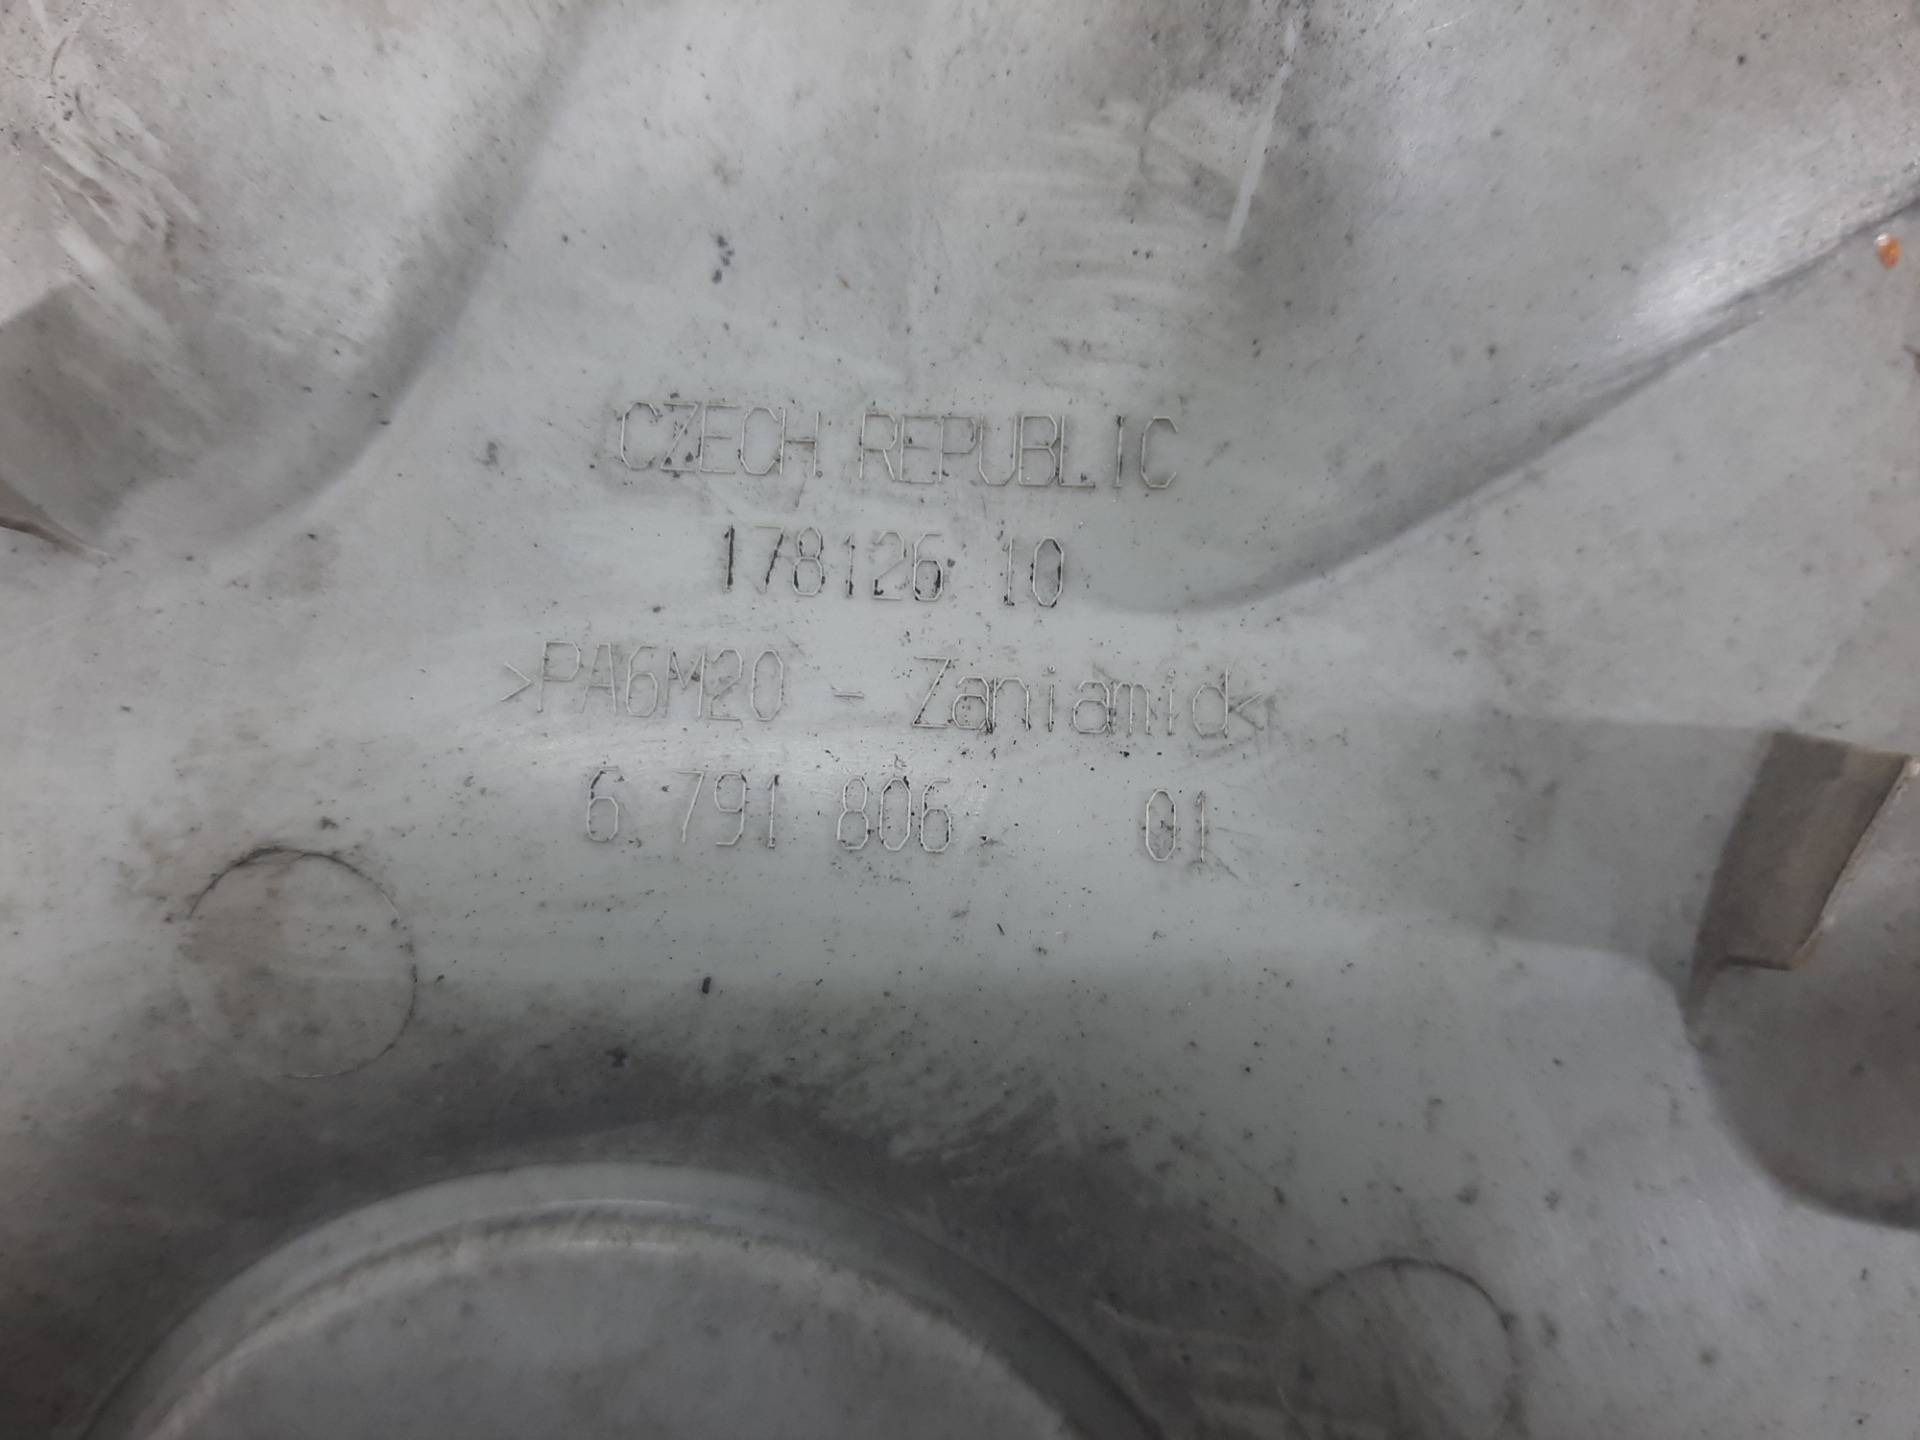 CZECH REPUBLIC
178126 10
>PA6M20 - Zaniamid<
6 791 806 01